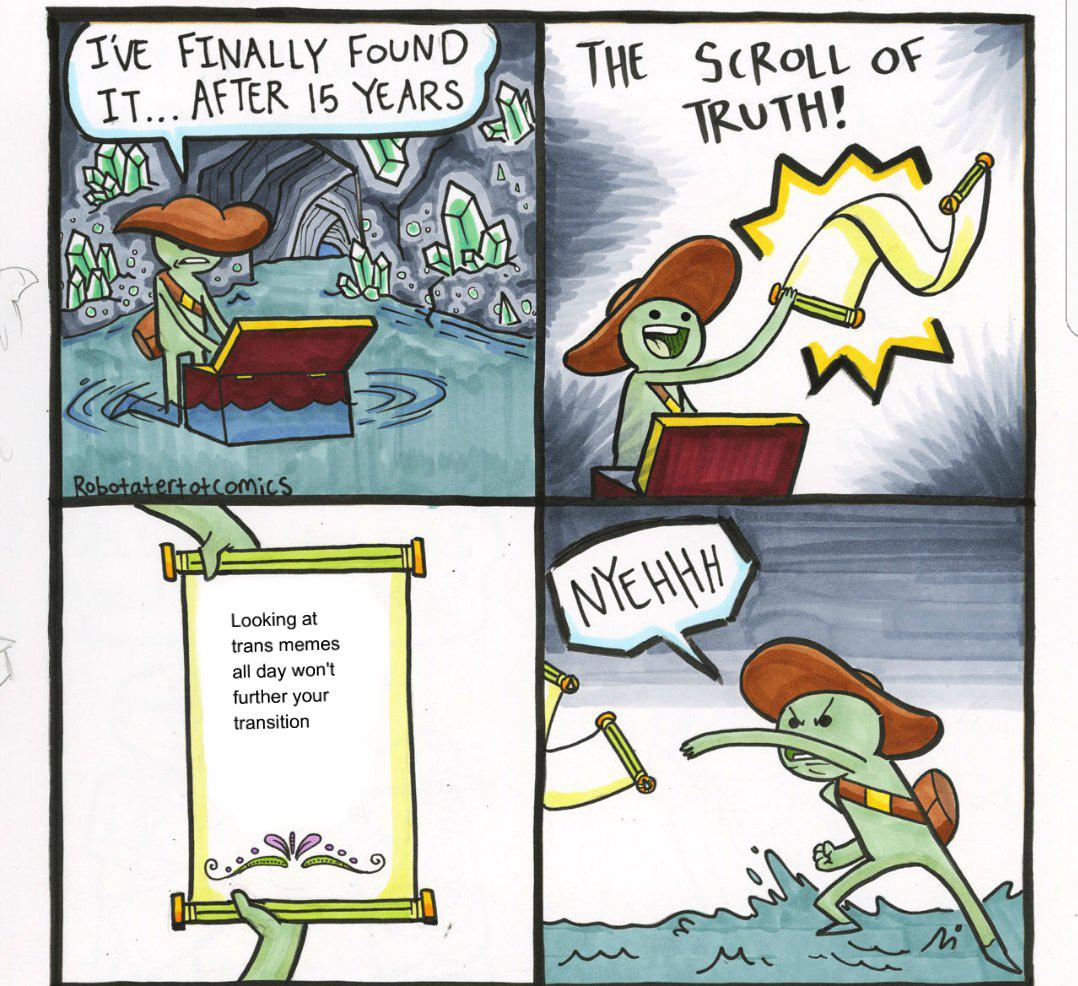 I'VE FINALLY FOUND
IT... AFTER 15 YEARS
Robotatertotcomics
THE SCROLL OF
TRUTH!
Looking at
trans memes
all day won't
further your
transition
NYEHHH